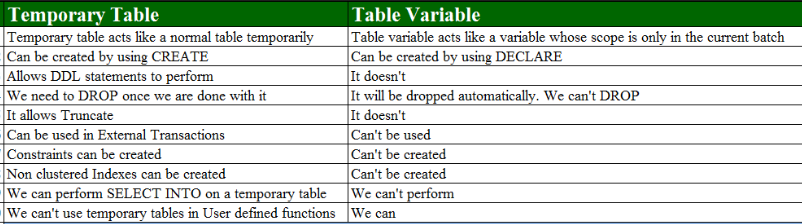 Temporary Table Table Variable
Temporary table acts like a normal table temporarily Table variable acts like a variable whose scope is only in the current batch
Can be created by using CREATE Can be created by using DECLARE
Allows DDL statements to perform It doesn't
We need to DROP once we are done with it It will be dropped automatically. We can't DROP
It allows Truncate It doesn't
Can be used in External Transactions Can't be used
Constraints can be created Can't be created
Non clustered Indexes can be created Can't be created
We can perform SELECT INTO on a temporary table We can't perform
We can't use temporary tables in User defined functions We can